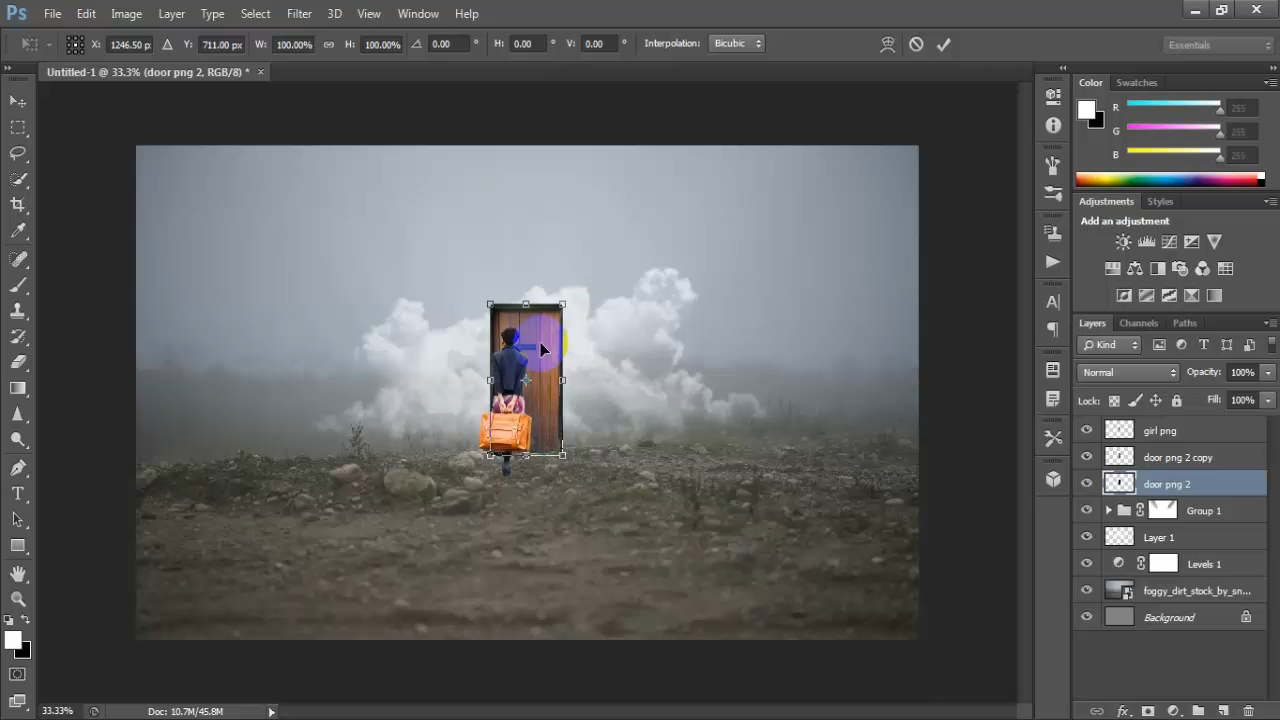 Ps File Edit Image Layer Type Select Filter 3D View Window Help
X: 1246.50 px Y: 711.00 px W: 100.00% H: 100.00% 0.00 ° H: 0.00 ° V: 0.00 ° Interpolation: Bicubic Essentials
Untitled-1 @ 33.3% (door png 2, RGB/8) * ×
Color Swatches
R 255
G 255
B 255
Adjustments Styles
Add an adjustment
Layers Channels Paths
Kind
Normal Opacity: 100%
Lock: Fill: 100%
girl png
door png 2 copy
door png 2
Group 1
Layer 1
Levels 1
foggy_dirt_stock_by_sn...
Background
33.33% Doc: 10.7M/45.8M